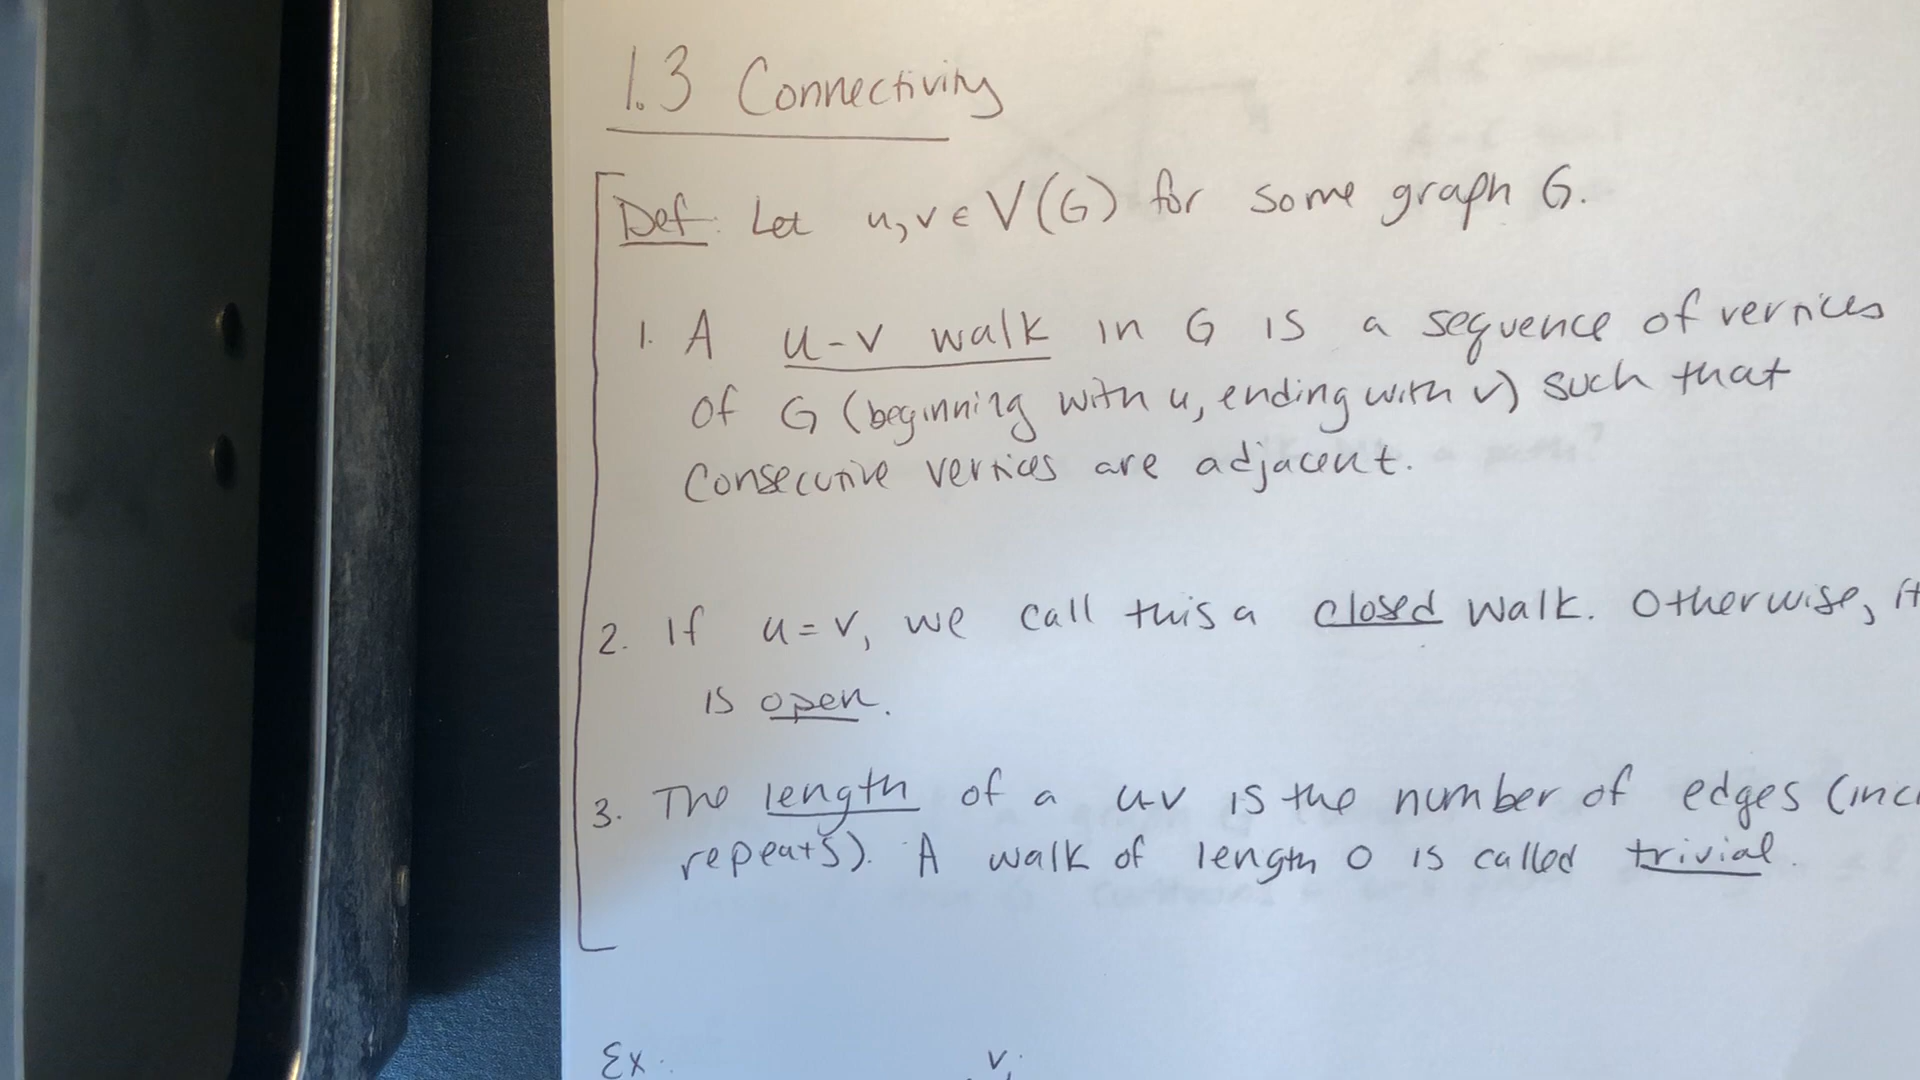 1.3 Connectivity
Def: Let u,v ∈ V(G) for some graph G.
1. A u-v walk in G is a sequence of vertices
of G (beginning with u, ending with v) such that
consecutive vertices are adjacent.
2. If u=v, we call this a closed walk. Otherwise, it
is open.
3. The length of a u-v is the number of edges (inc
repeats). A walk of length 0 is called trivial.
Ex: